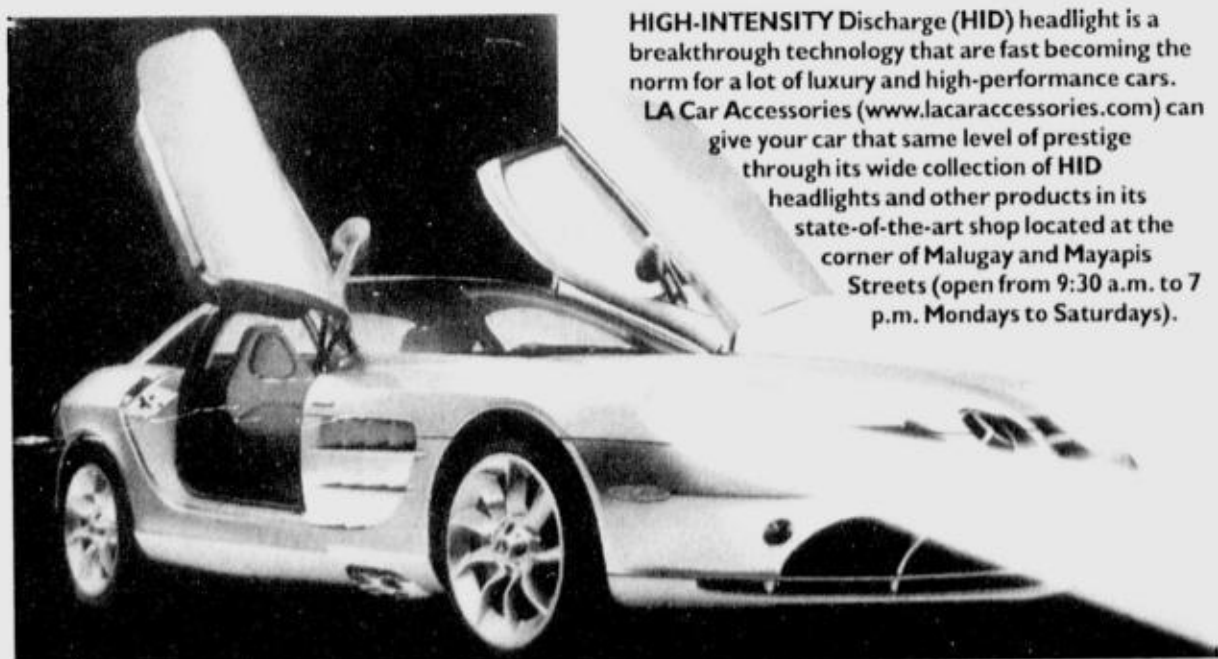 HIGH-INTENSITY Discharge (HID) headlight is a
breakthrough technology that are fast becoming the
norm for a lot of luxury and high-performance cars.
LA Car Accessories (www.lacaraccessories.com) can
give your car that same level of prestige
through its wide collection of HID
headlights and other products in its
state-of-the-art shop located at the
corner of Malugay and Mayapis
Streets (open from 9:30 a.m. to 7
p.m. Mondays to Saturdays).